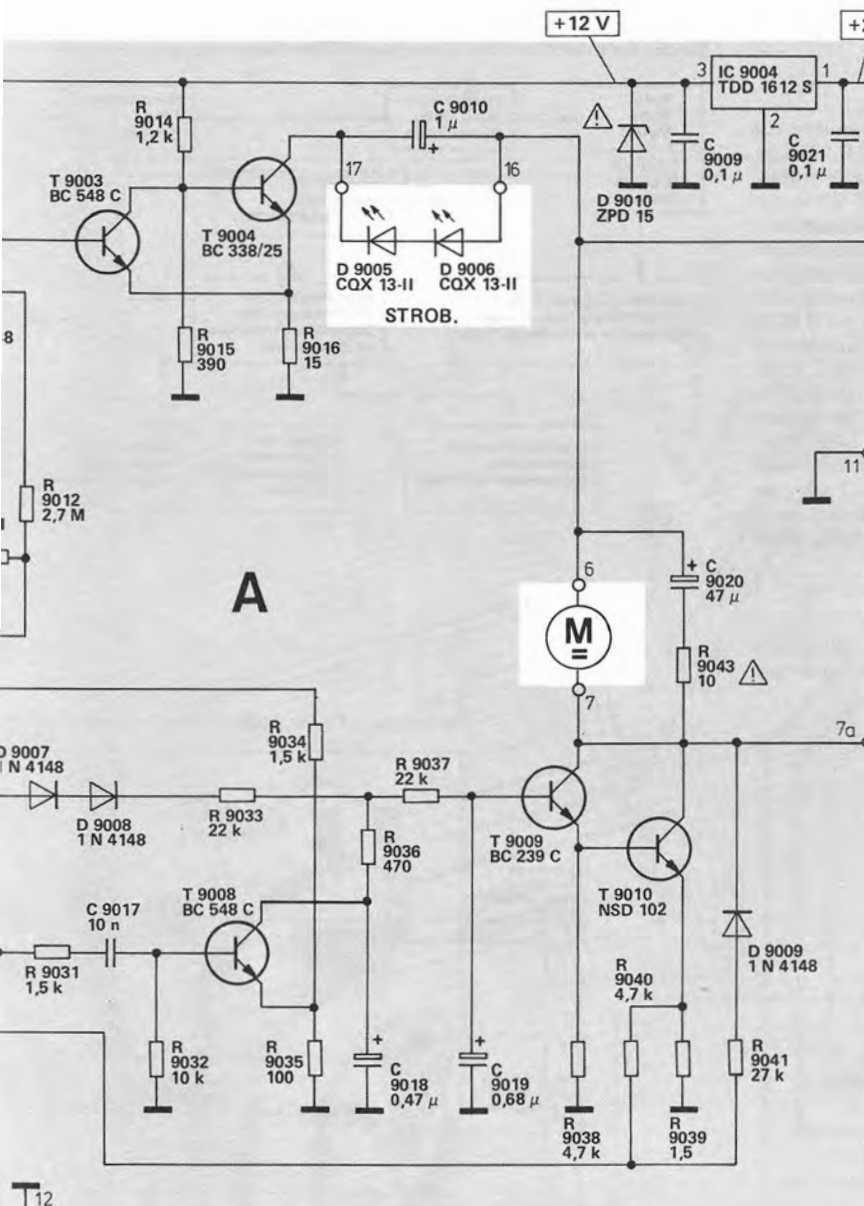 +12 V
3
IC 9004
TDD 1612 S
1
2
R
9014
1,2 k
C 9010
1 µ
+
C
9009
0,1 µ
C
9021
0,1 µ
D 9010
ZPD 15
T 9003
BC 548 C
17
16
T 9004
BC 338/25
D 9005
CQX 13-II
D 9006
CQX 13-II
STROB.
8
R
9015
390
R
9016
15
11
R
9012
2,7 M
A
6
+
C
9020
47 µ
M
R
9043
10
7
7a
D 9007
1 N 4148
R
9034
1,5 k
R 9037
22 k
D 9008
1 N 4148
R 9033
22 k
R
9036
470
T 9009
BC 239 C
T 9008
BC 548 C
T 9010
NSD 102
C 9017
10 n
D 9009
1 N 4148
R 9031
1,5 k
R
9040
4,7 k
R
9032
10 k
R
9035
100
+
C
9018
0,47 µ
+
C
9019
0,68 µ
R
9041
27 k
R
9038
4,7 k
R
9039
1,5
12